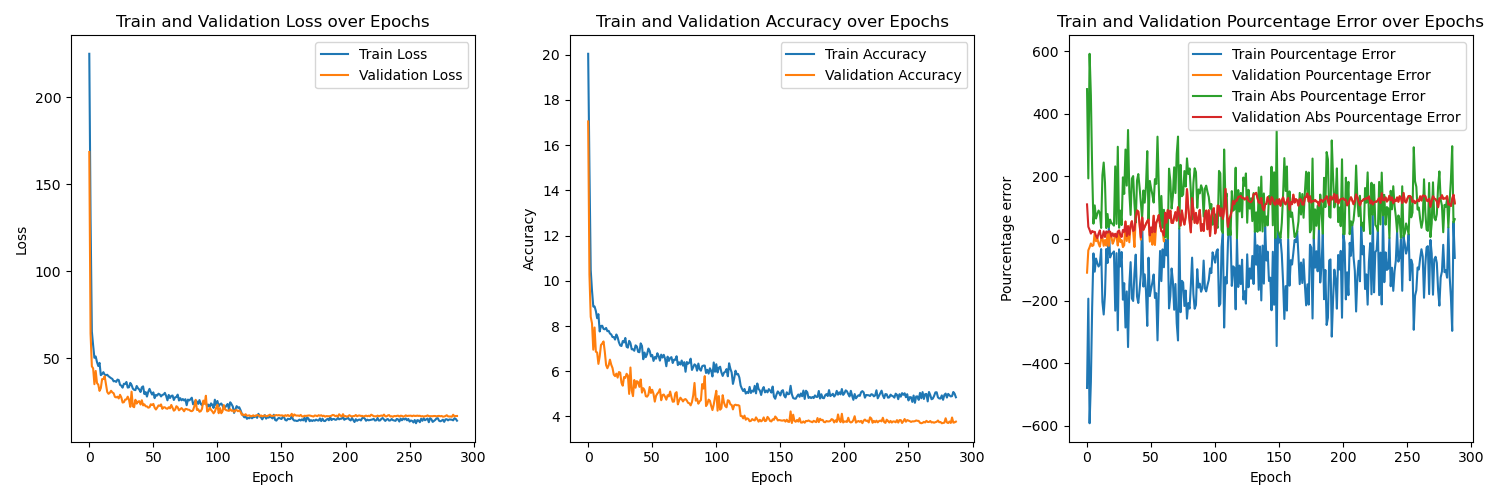 Train and Validation Loss over Epochs
Train Loss
Validation Loss
Loss
200
150
100
50
0 50 100 150 200 250 300
Epoch
Train and Validation Accuracy over Epochs
Train Accuracy
Validation Accuracy
Accuracy
20
18
16
14
12
10
8
6
4
0 50 100 150 200 250 300
Epoch
Train and Validation Pourcentage Error over Epochs
Train Pourcentage Error
Validation Pourcentage Error
Train Abs Pourcentage Error
Validation Abs Pourcentage Error
Pourcentage error
600
400
200
0
−200
−400
−600
0 50 100 150 200 250 300
Epoch